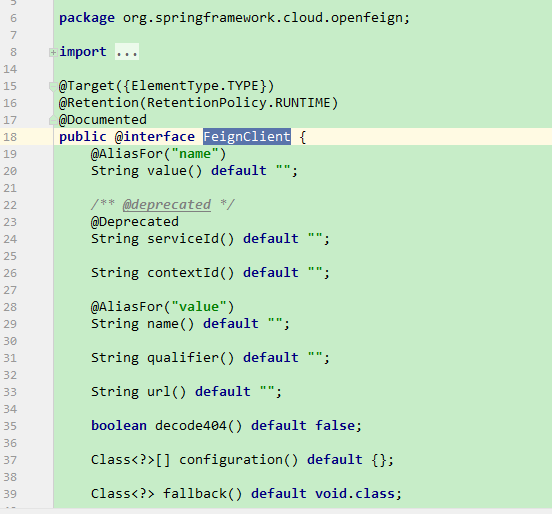 6 package org.springframework.cloud.openfeign;
7
8 import ...
14
15 @Target({ElementType.TYPE})
16 @Retention(RetentionPolicy.RUNTIME)
17 @Documented
18 public @interface FeignClient {
19 @AliasFor("name")
20 String value() default "";
21
22 /** @deprecated */
23 @Deprecated
24 String serviceId() default "";
25
26 String contextId() default "";
27
28 @AliasFor("value")
29 String name() default "";
30
31 String qualifier() default "";
32
33 String url() default "";
34
35 boolean decode404() default false;
36
37 Class<?>[] configuration() default {};
38
39 Class<?> fallback() default void.class;